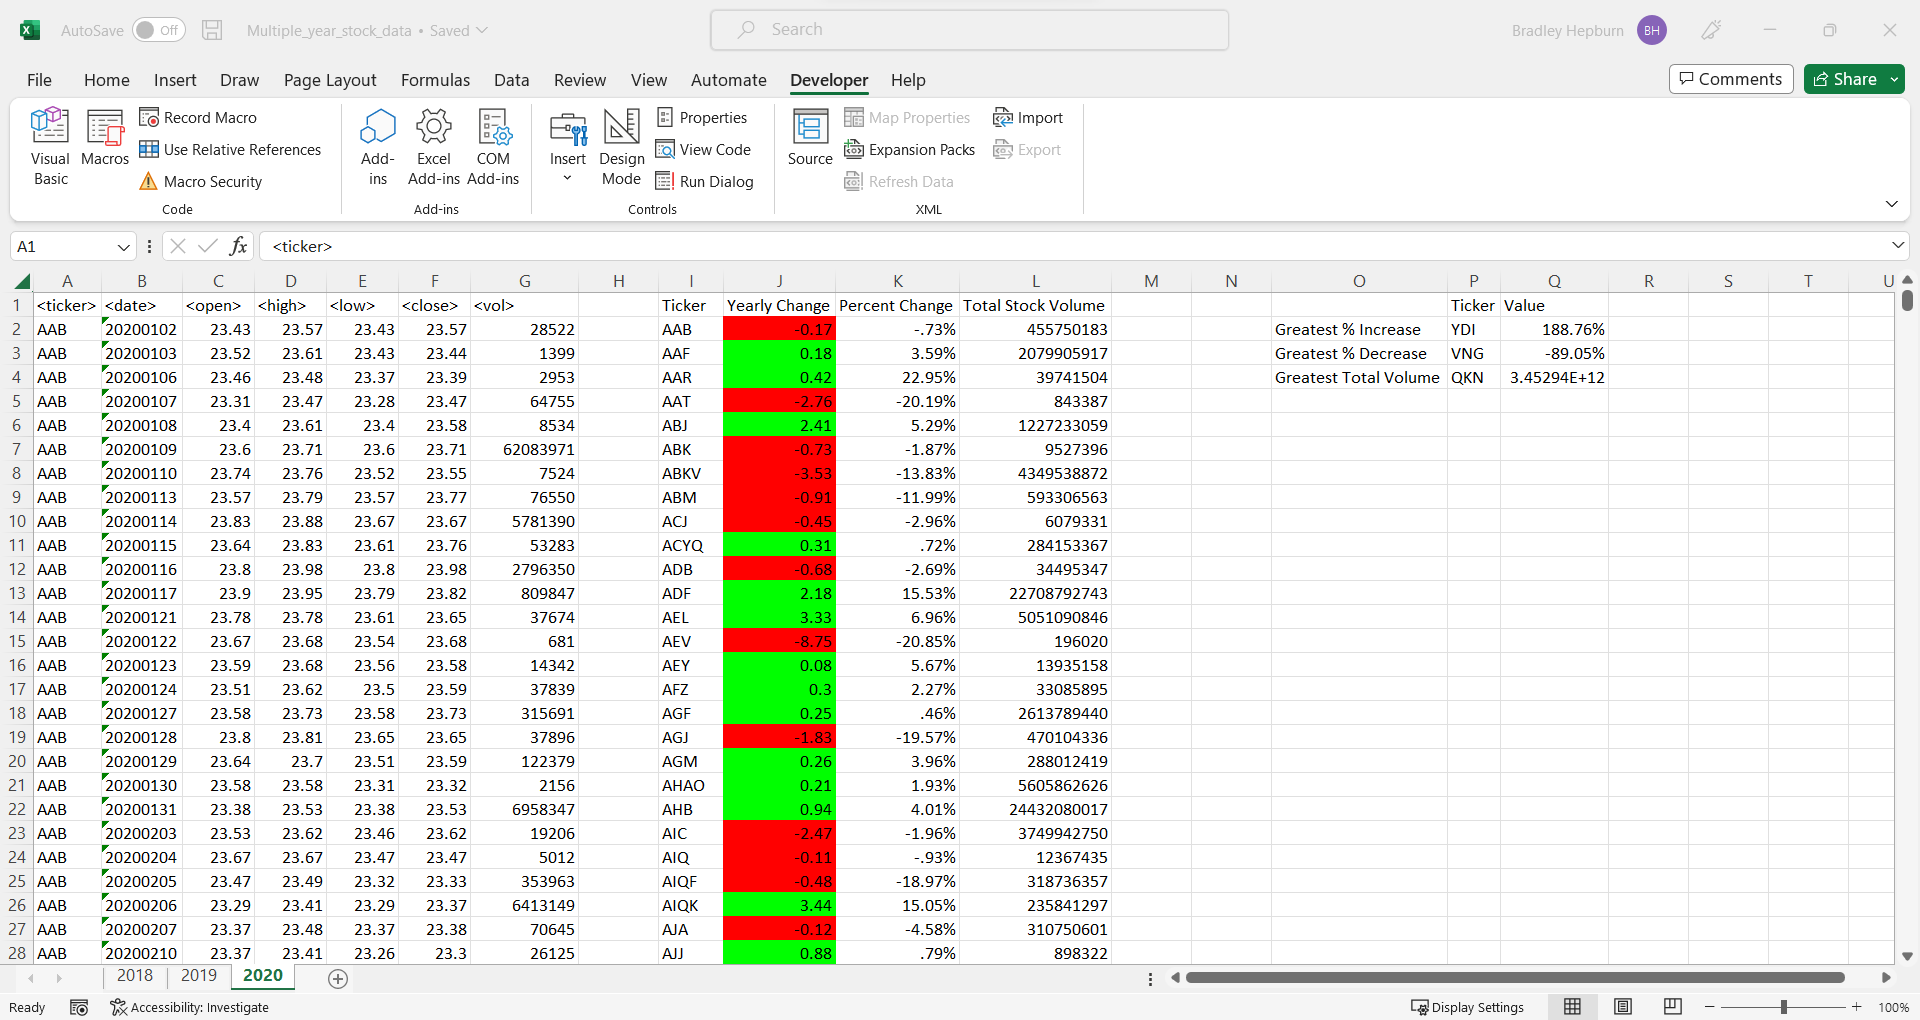 AutoSave Off Multiple_year_stock_data • Saved Search Bradley Hepburn BH
File Home Insert Draw Page Layout Formulas Data Review View Automate Developer Help Comments Share
Visual Basic
Macros
Record Macro
Use Relative References
Macro Security
Code
Add-ins
Excel Add-ins
COM Add-ins
Add-ins
Insert
Design Mode
Properties
View Code
Run Dialog
Controls
Source
Map Properties
Expansion Packs
Refresh Data
Import
Export
XML
A1 fx <ticker>
A B C D E F G H I J K L M N O P Q R S T U
1 <ticker> <date> <open> <high> <low> <close> <vol> Ticker Yearly Change Percent Change Total Stock Volume Ticker Value
2 AAB 20200102 23.43 23.57 23.43 23.57 28522 AAB -0.17 -.73% 455750183 Greatest % Increase YDI 188.76%
3 AAB 20200103 23.52 23.61 23.43 23.44 1399 AAF 0.18 3.59% 2079905917 Greatest % Decrease VNG -89.05%
4 AAB 20200106 23.46 23.48 23.37 23.39 2953 AAR 0.42 22.95% 39741504 Greatest Total Volume QKN 3.45294E+12
5 AAB 20200107 23.31 23.47 23.28 23.47 64755 AAT -2.76 -20.19% 843387
6 AAB 20200108 23.4 23.61 23.4 23.58 8534 ABJ 2.41 5.29% 1227233059
7 AAB 20200109 23.6 23.71 23.6 23.71 62083971 ABK -0.73 -1.87% 9527396
8 AAB 20200110 23.74 23.76 23.52 23.55 7524 ABKV -3.53 -13.83% 4349538872
9 AAB 20200113 23.57 23.79 23.57 23.77 76550 ABM -0.91 -11.99% 593306563
10 AAB 20200114 23.83 23.88 23.67 23.67 5781390 ACJ -0.45 -2.96% 6079331
11 AAB 20200115 23.64 23.83 23.61 23.76 53283 ACYQ 0.31 .72% 284153367
12 AAB 20200116 23.8 23.98 23.8 23.98 2796350 ADB -0.68 -2.69% 34495347
13 AAB 20200117 23.9 23.95 23.79 23.82 809847 ADF 2.18 15.53% 22708792743
14 AAB 20200121 23.78 23.78 23.61 23.65 37674 AEL 3.33 6.96% 5051090846
15 AAB 20200122 23.67 23.68 23.54 23.68 681 AEV -8.75 -20.85% 196020
16 AAB 20200123 23.59 23.68 23.56 23.58 14342 AEY 0.08 5.67% 13935158
17 AAB 20200124 23.51 23.62 23.5 23.59 37839 AFZ 0.3 2.27% 33085895
18 AAB 20200127 23.58 23.73 23.58 23.73 315691 AGF 0.25 .46% 2613789440
19 AAB 20200128 23.8 23.81 23.65 23.65 37896 AGJ -1.83 -19.57% 470104336
20 AAB 20200129 23.64 23.7 23.51 23.59 122379 AGM 0.26 3.96% 288012419
21 AAB 20200130 23.58 23.58 23.31 23.32 2156 AHAO 0.21 1.93% 5605862626
22 AAB 20200131 23.38 23.53 23.38 23.53 6958347 AHB 0.94 4.01% 24432080017
23 AAB 20200203 23.53 23.62 23.46 23.62 19206 AIC -2.47 -1.96% 3749942750
24 AAB 20200204 23.67 23.67 23.47 23.47 5012 AIQ -0.11 -.93% 12367435
25 AAB 20200205 23.47 23.49 23.32 23.33 353963 AIQF -0.48 -18.97% 318736357
26 AAB 20200206 23.29 23.41 23.29 23.37 6413149 AIQK 3.44 15.05% 235841297
27 AAB 20200207 23.37 23.48 23.37 23.38 70645 AJA -0.12 -4.58% 310750601
28 AAB 20200210 23.37 23.41 23.26 23.3 26125 AJJ 0.88 .79% 898322
2018 2019 2020
Ready Accessibility: Investigate Display Settings 100%